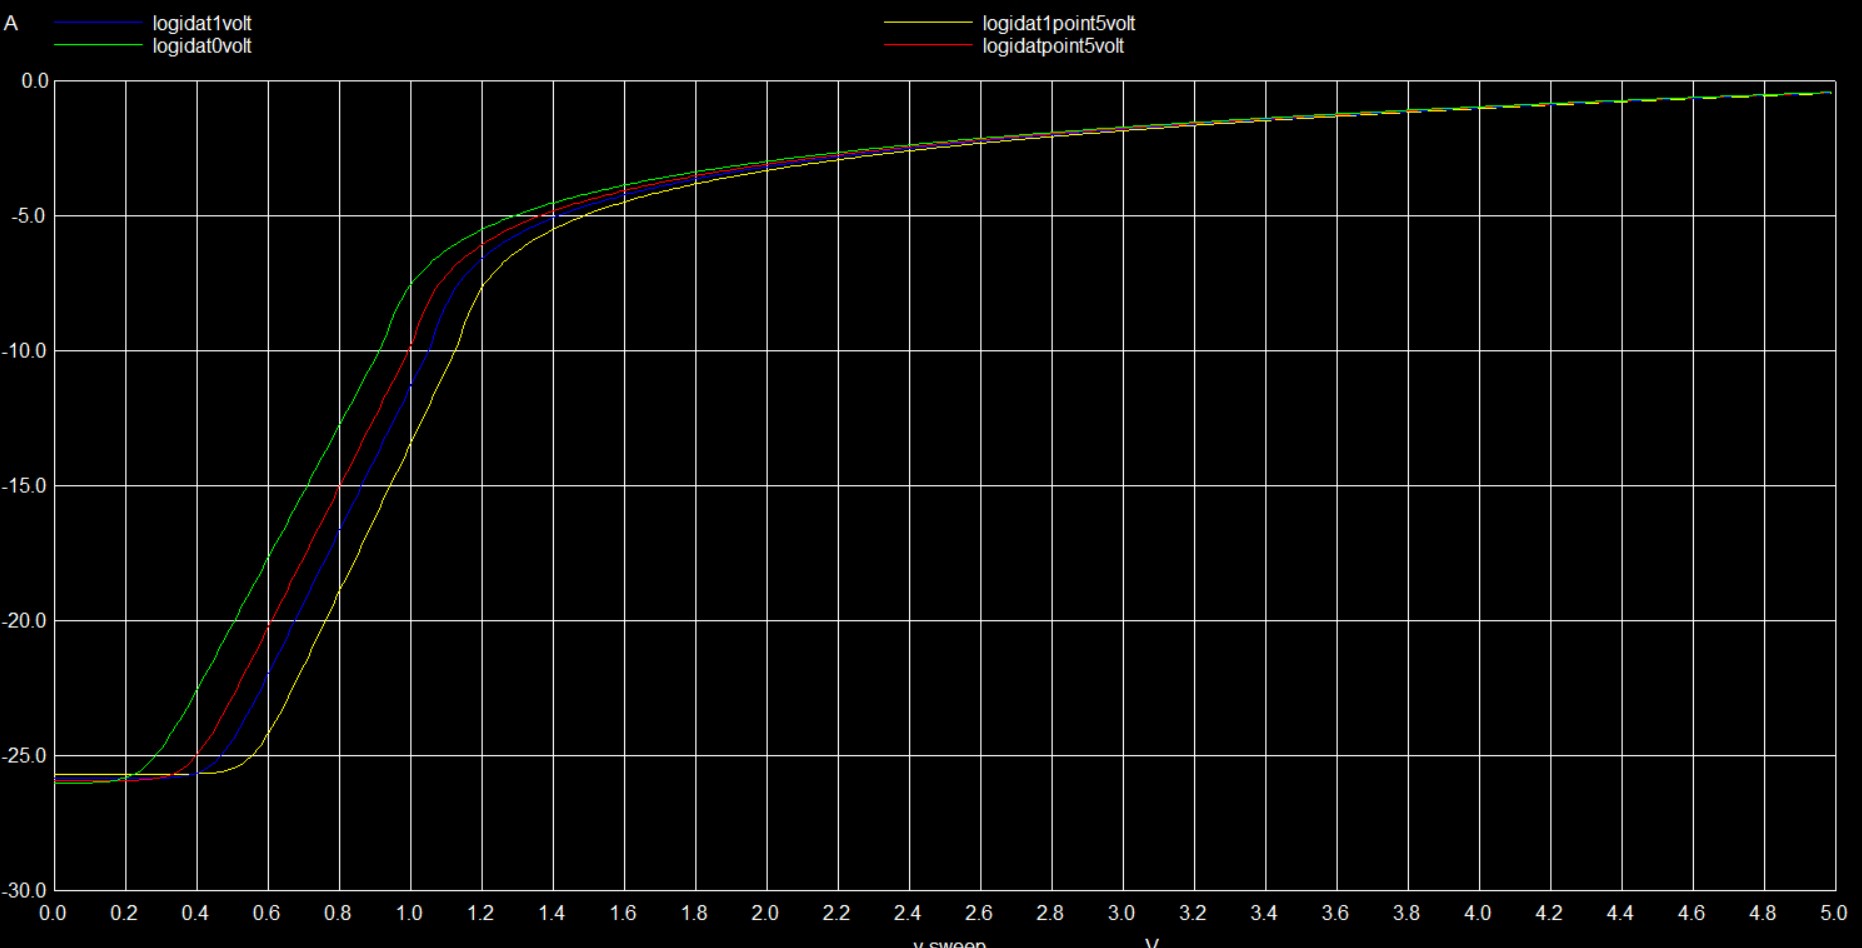 A
logidat1volt
logidat1point5volt
logidat0volt
logidatpoint5volt
0.0
-5.0
-10.0
-15.0
-20.0
-25.0
-30.0
0.0 0.2 0.4 0.6 0.8 1.0 1.2 1.4 1.6 1.8 2.0 2.2 2.4 2.6 2.8 3.0 3.2 3.4 3.6 3.8 4.0 4.2 4.4 4.6 4.8 5.0
v sweep V